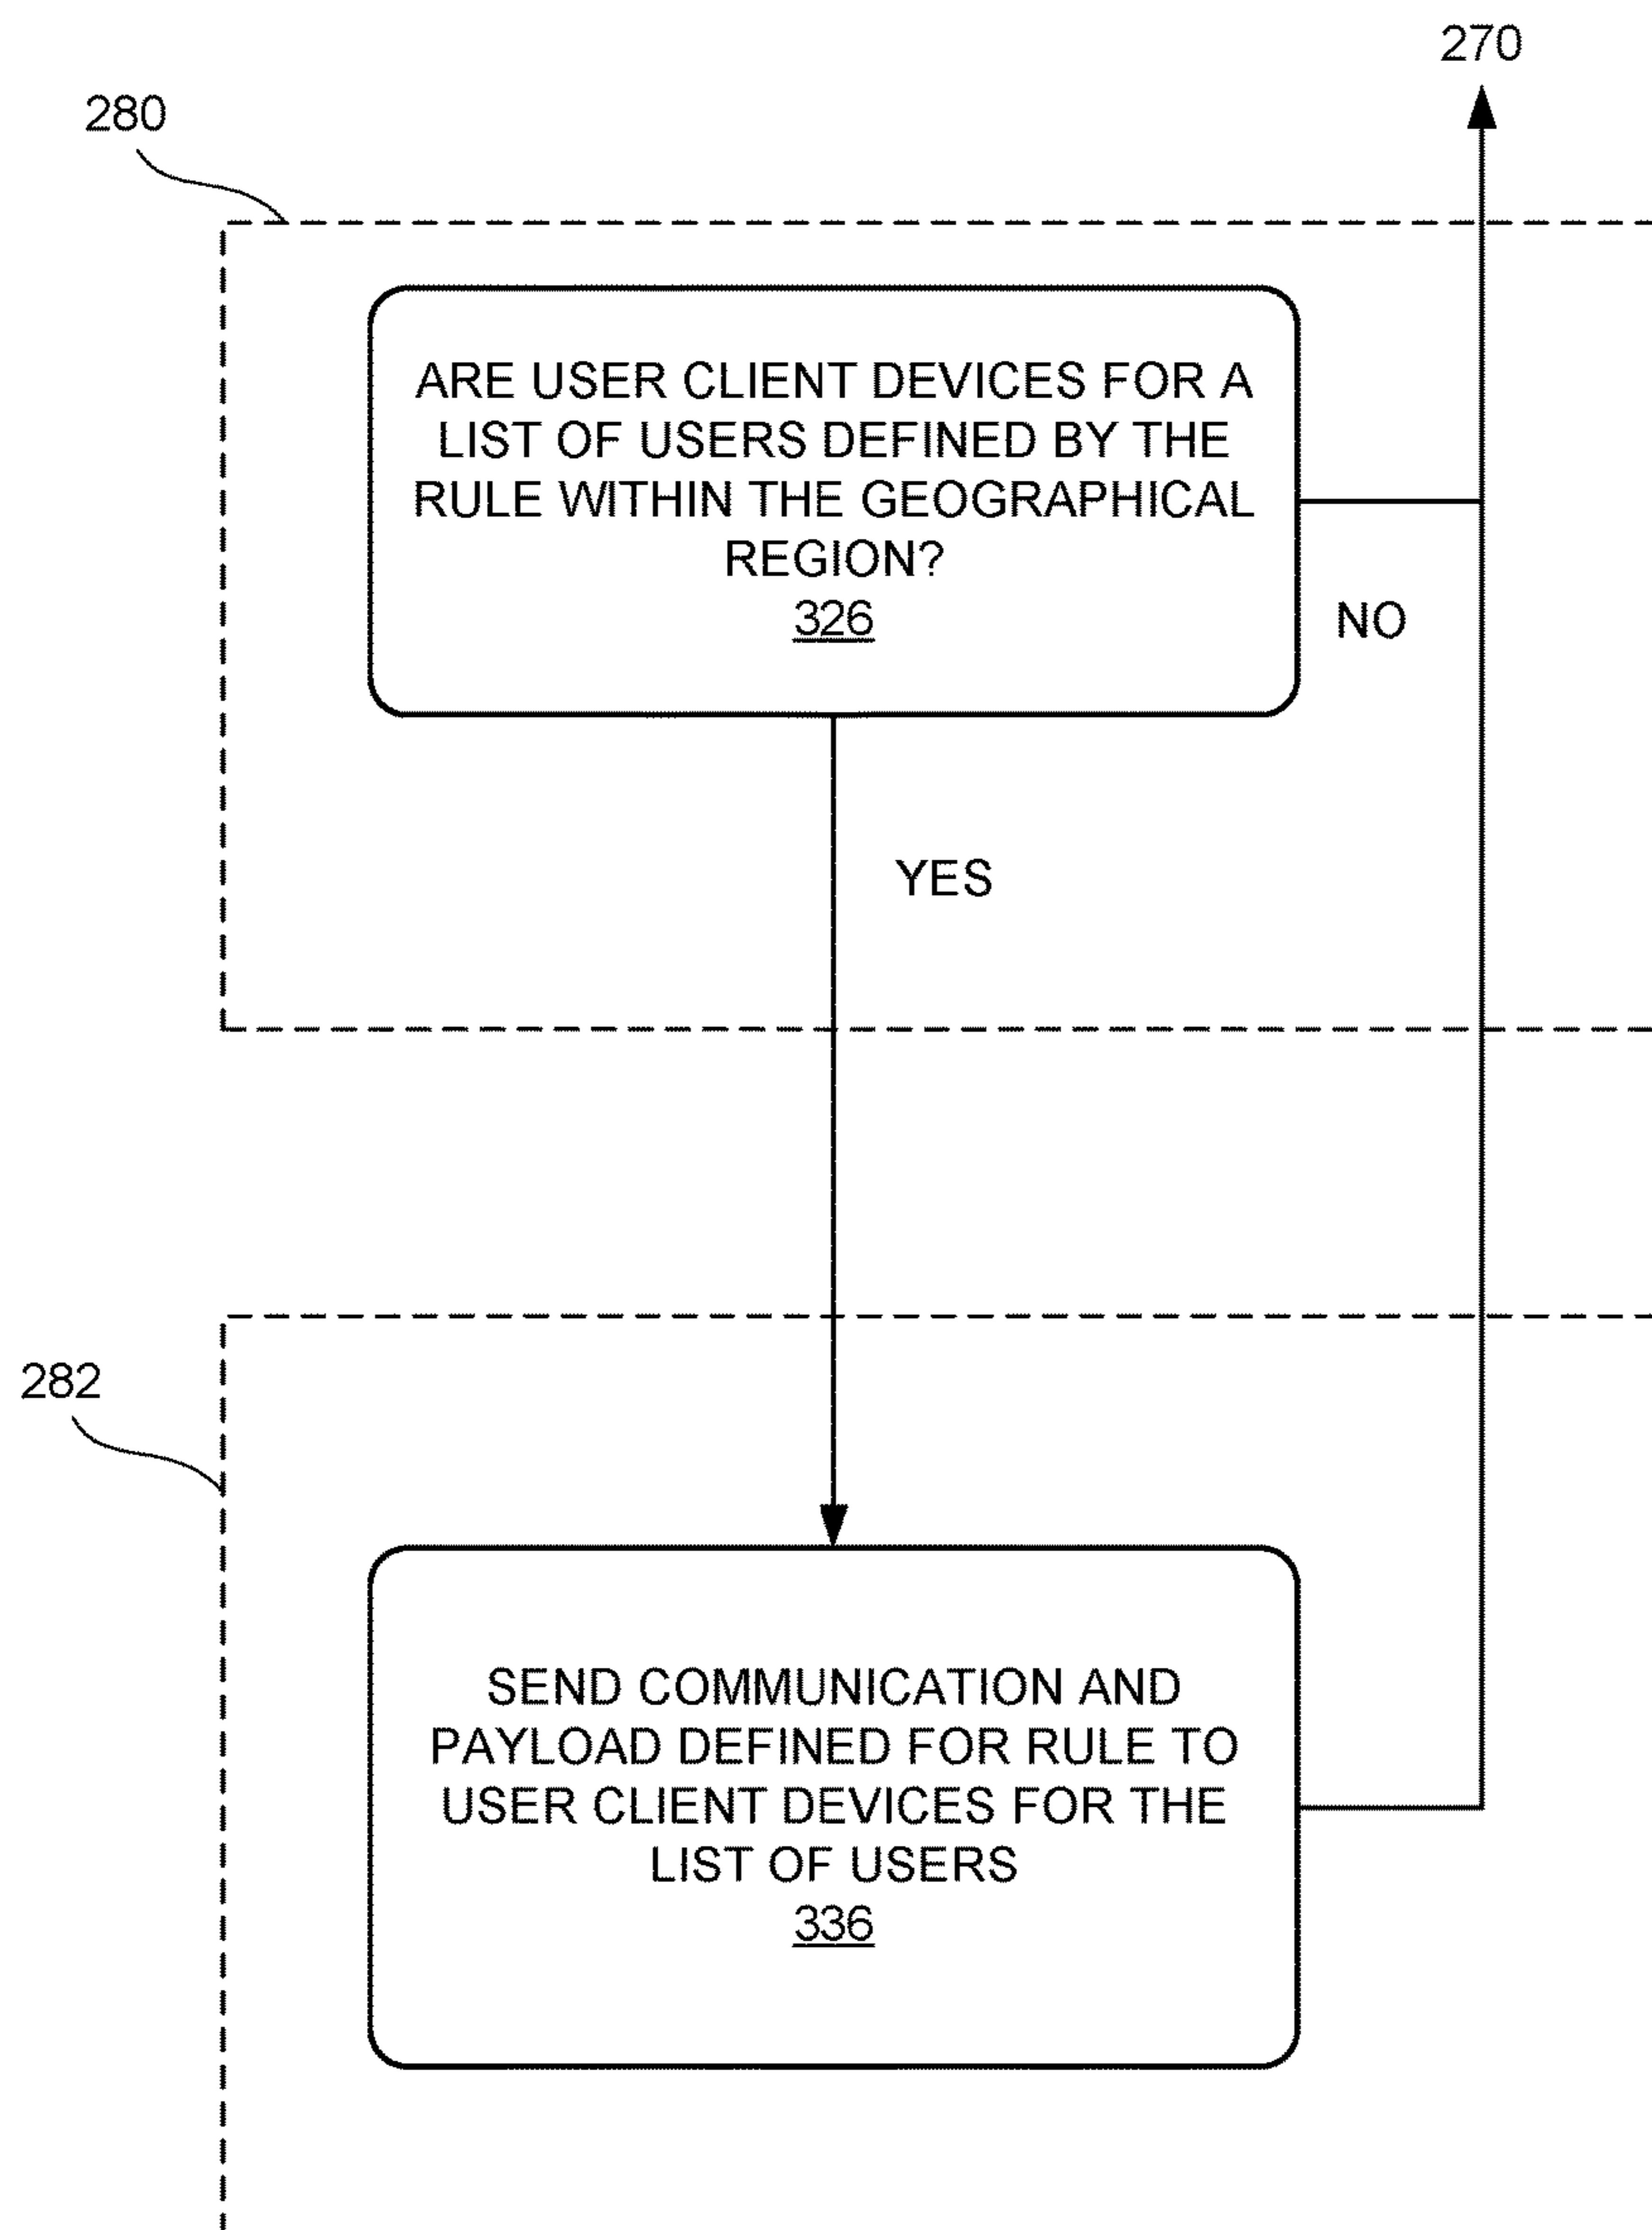 270
280
ARE USER CLIENT DEVICES FOR A
LIST OF USERS DEFINED BY THE
RULE WITHIN THE GEOGRAPHICAL
REGION?
326
NO
YES
282
SEND COMMUNICATION AND
PAYLOAD DEFINED FOR RULE TO
USER CLIENT DEVICES FOR THE
LIST OF USERS
336